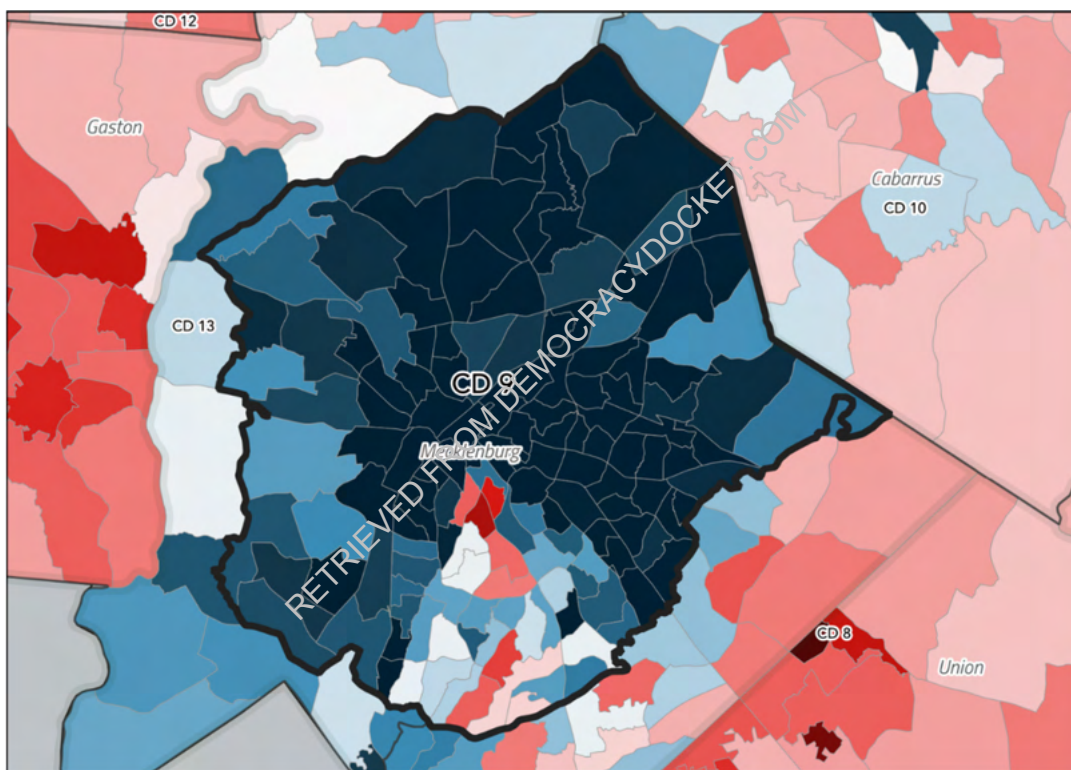 CD 12
Gaston
Cabarrus
CD 10
CD 13
CD 9
Mecklenburg
RETRIEVED FROM DEMOCRACYDOCKET.COM
CD 8
Union